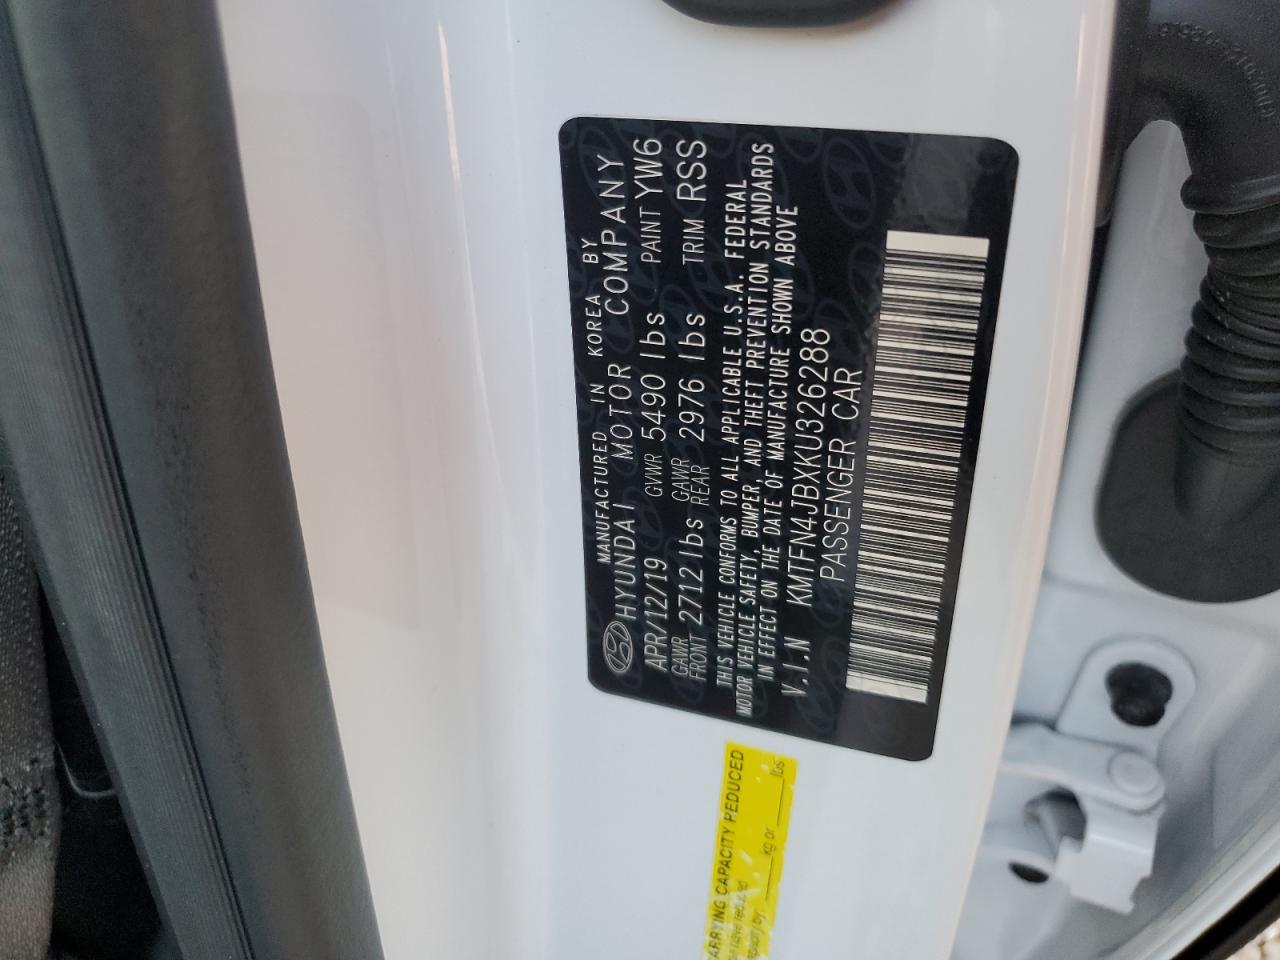 MANUFACTURED IN KOREA BY
HYUNDAI MOTOR COMPANY
APR/12/19 GVWR 5490 lbs PAINT YW6
GAWR FRONT 2712 lbs GAWR REAR 2976 lbs TRIM RSS
THIS VEHICLE CONFORMS TO ALL APPLICABLE U.S.A. FEDERAL
MOTOR VEHICLE SAFETY, BUMPER, AND THEFT PREVENTION STANDARDS
IN EFFECT ON THE DATE OF MANUFACTURE SHOWN ABOVE
V.I.N KMTFN4JBXKU326288
PASSENGER CAR
CARRYING CAPACITY REDUCED
reduced
by: kg or lbs